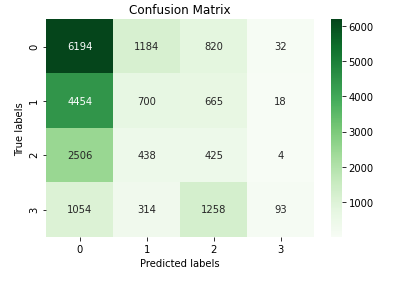 Confusion Matrix
6194 1184 820 32
4454 700 665 18
2506 438 425 4
1054 314 1258 93
0
1
2
3
True labels
0 1 2 3
Predicted labels
6000
5000
4000
3000
2000
1000